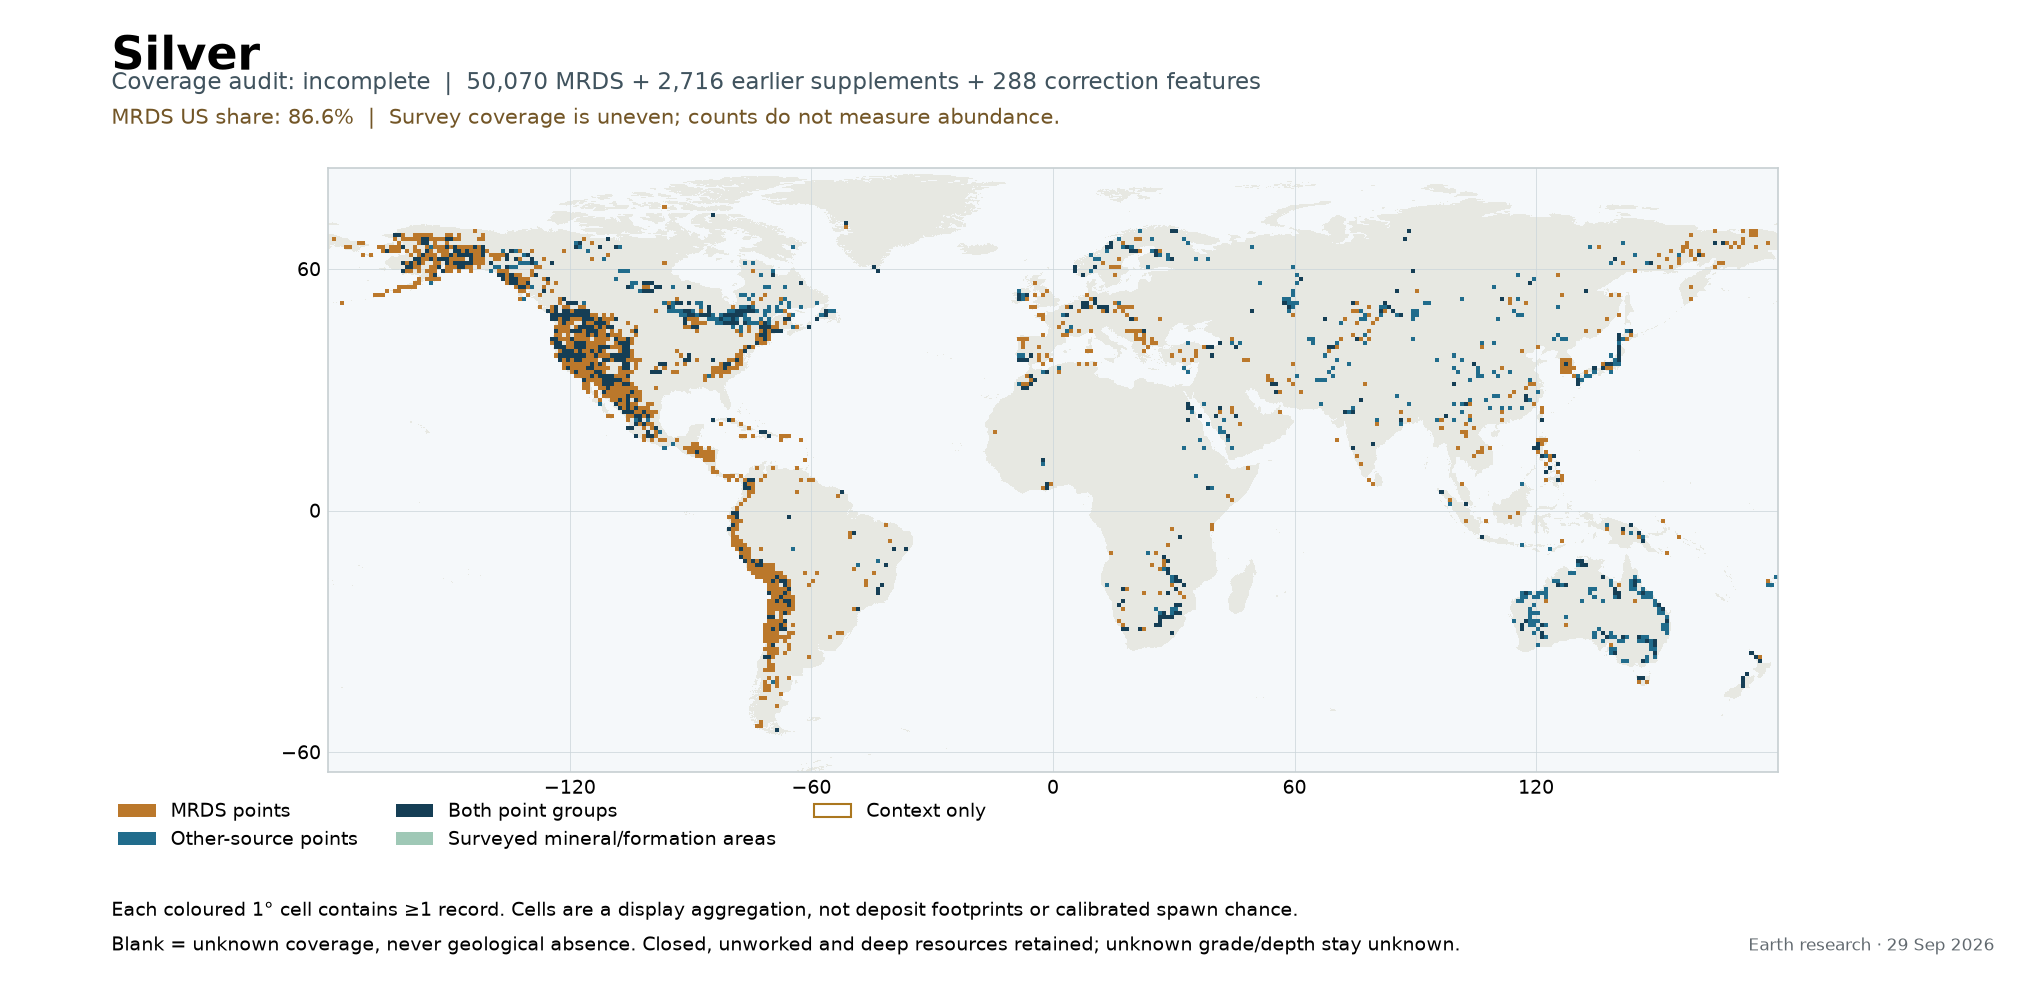 Silver
Coverage audit: incomplete | 50,070 MRDS + 2,716 earlier supplements + 288 correction features
MRDS US share: 86.6% | Survey coverage is uneven; counts do not measure abundance.
60
0
−60
−120
−60
0
60
120
MRDS points
Both point groups
Context only
Other-source points
Surveyed mineral/formation areas
Each coloured 1° cell contains ≥1 record. Cells are a display aggregation, not deposit footprints or calibrated spawn chance.
Blank = unknown coverage, never geological absence. Closed, unworked and deep resources retained; unknown grade/depth stay unknown.
Earth research · 29 Sep 2026